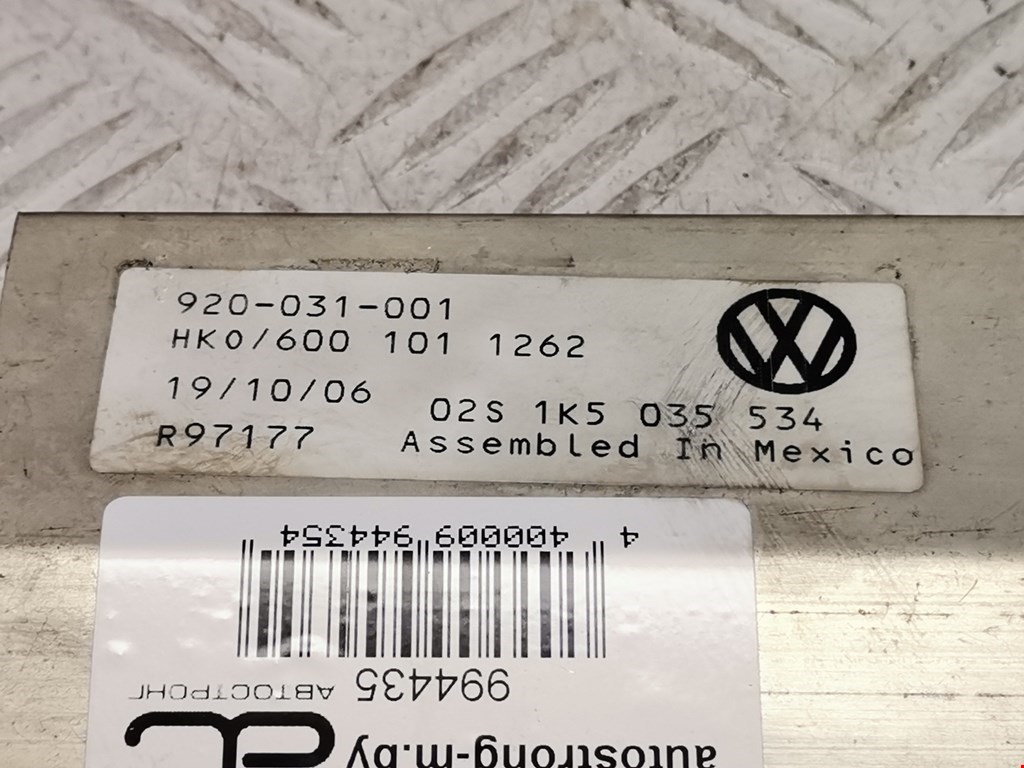 920-031-001
HKO/600 101 1262
19/10/06
02S 1K5 035 534
R97177
Assembled In Mexico
4 400009 944354
994435
АВТОСТРОНГ
autostrong-m.by